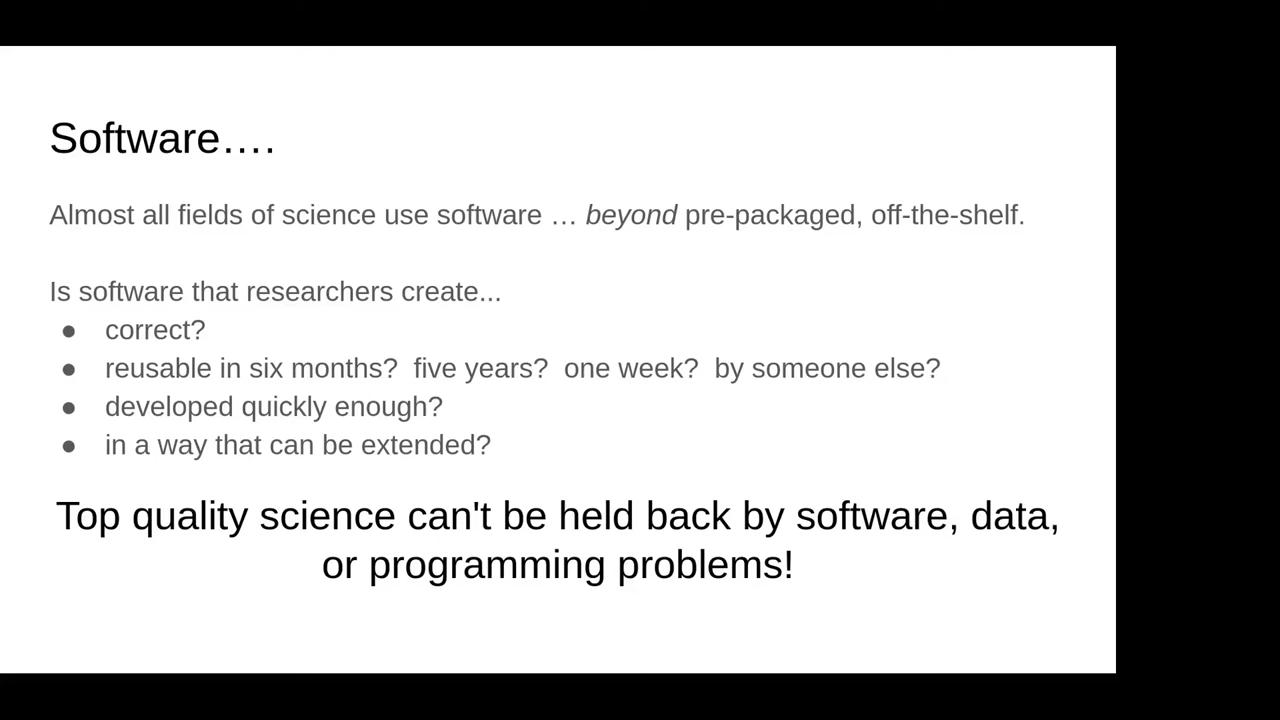 Software….
Almost all fields of science use software … beyond pre-packaged, off-the-shelf.
Is software that researchers create...
● correct?
● reusable in six months?  five years?  one week?  by someone else?
● developed quickly enough?
● in a way that can be extended?
Top quality science can't be held back by software, data,
or programming problems!